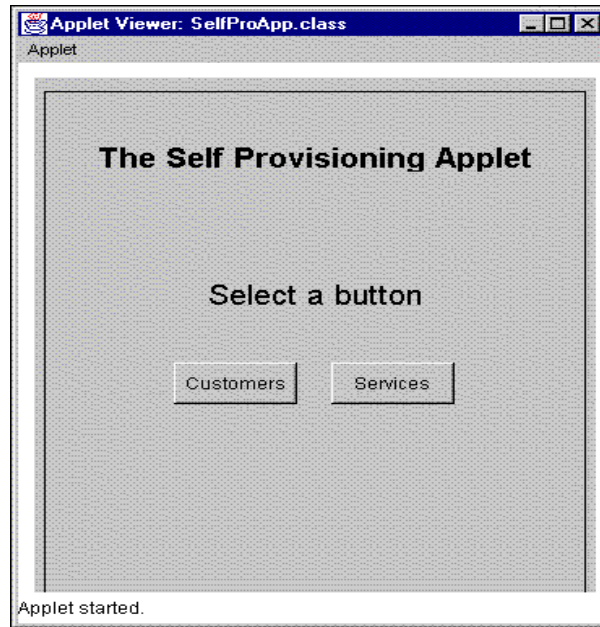 Applet Viewer: SelfProApp.class
Applet
The Self Provisioning Applet
Select a button
Customers Services
Applet started.